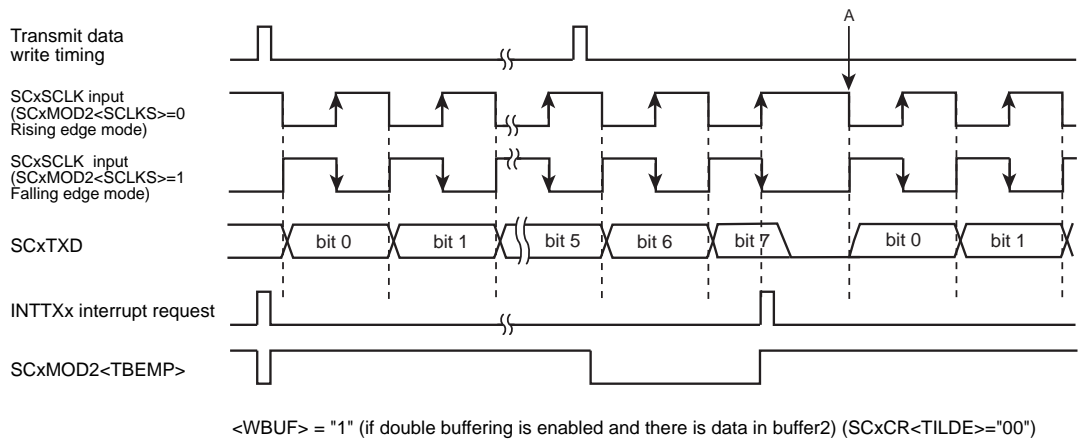 A
Transmit data
write timing
SCxSCLK input
(SCxMOD2<SCLKS>=0
Rising edge mode)
SCxSCLK input
(SCxMOD2<SCLKS>=1
Falling edge mode)
SCxTXD
bit 0
bit 1
bit 5
bit 6
bit 7
bit 0
bit 1
INTTXx interrupt request
SCxMOD2<TBEMP>
<WBUF> = "1" (if double buffering is enabled and there is data in buffer2) (SCxCR<TILDE>="00")